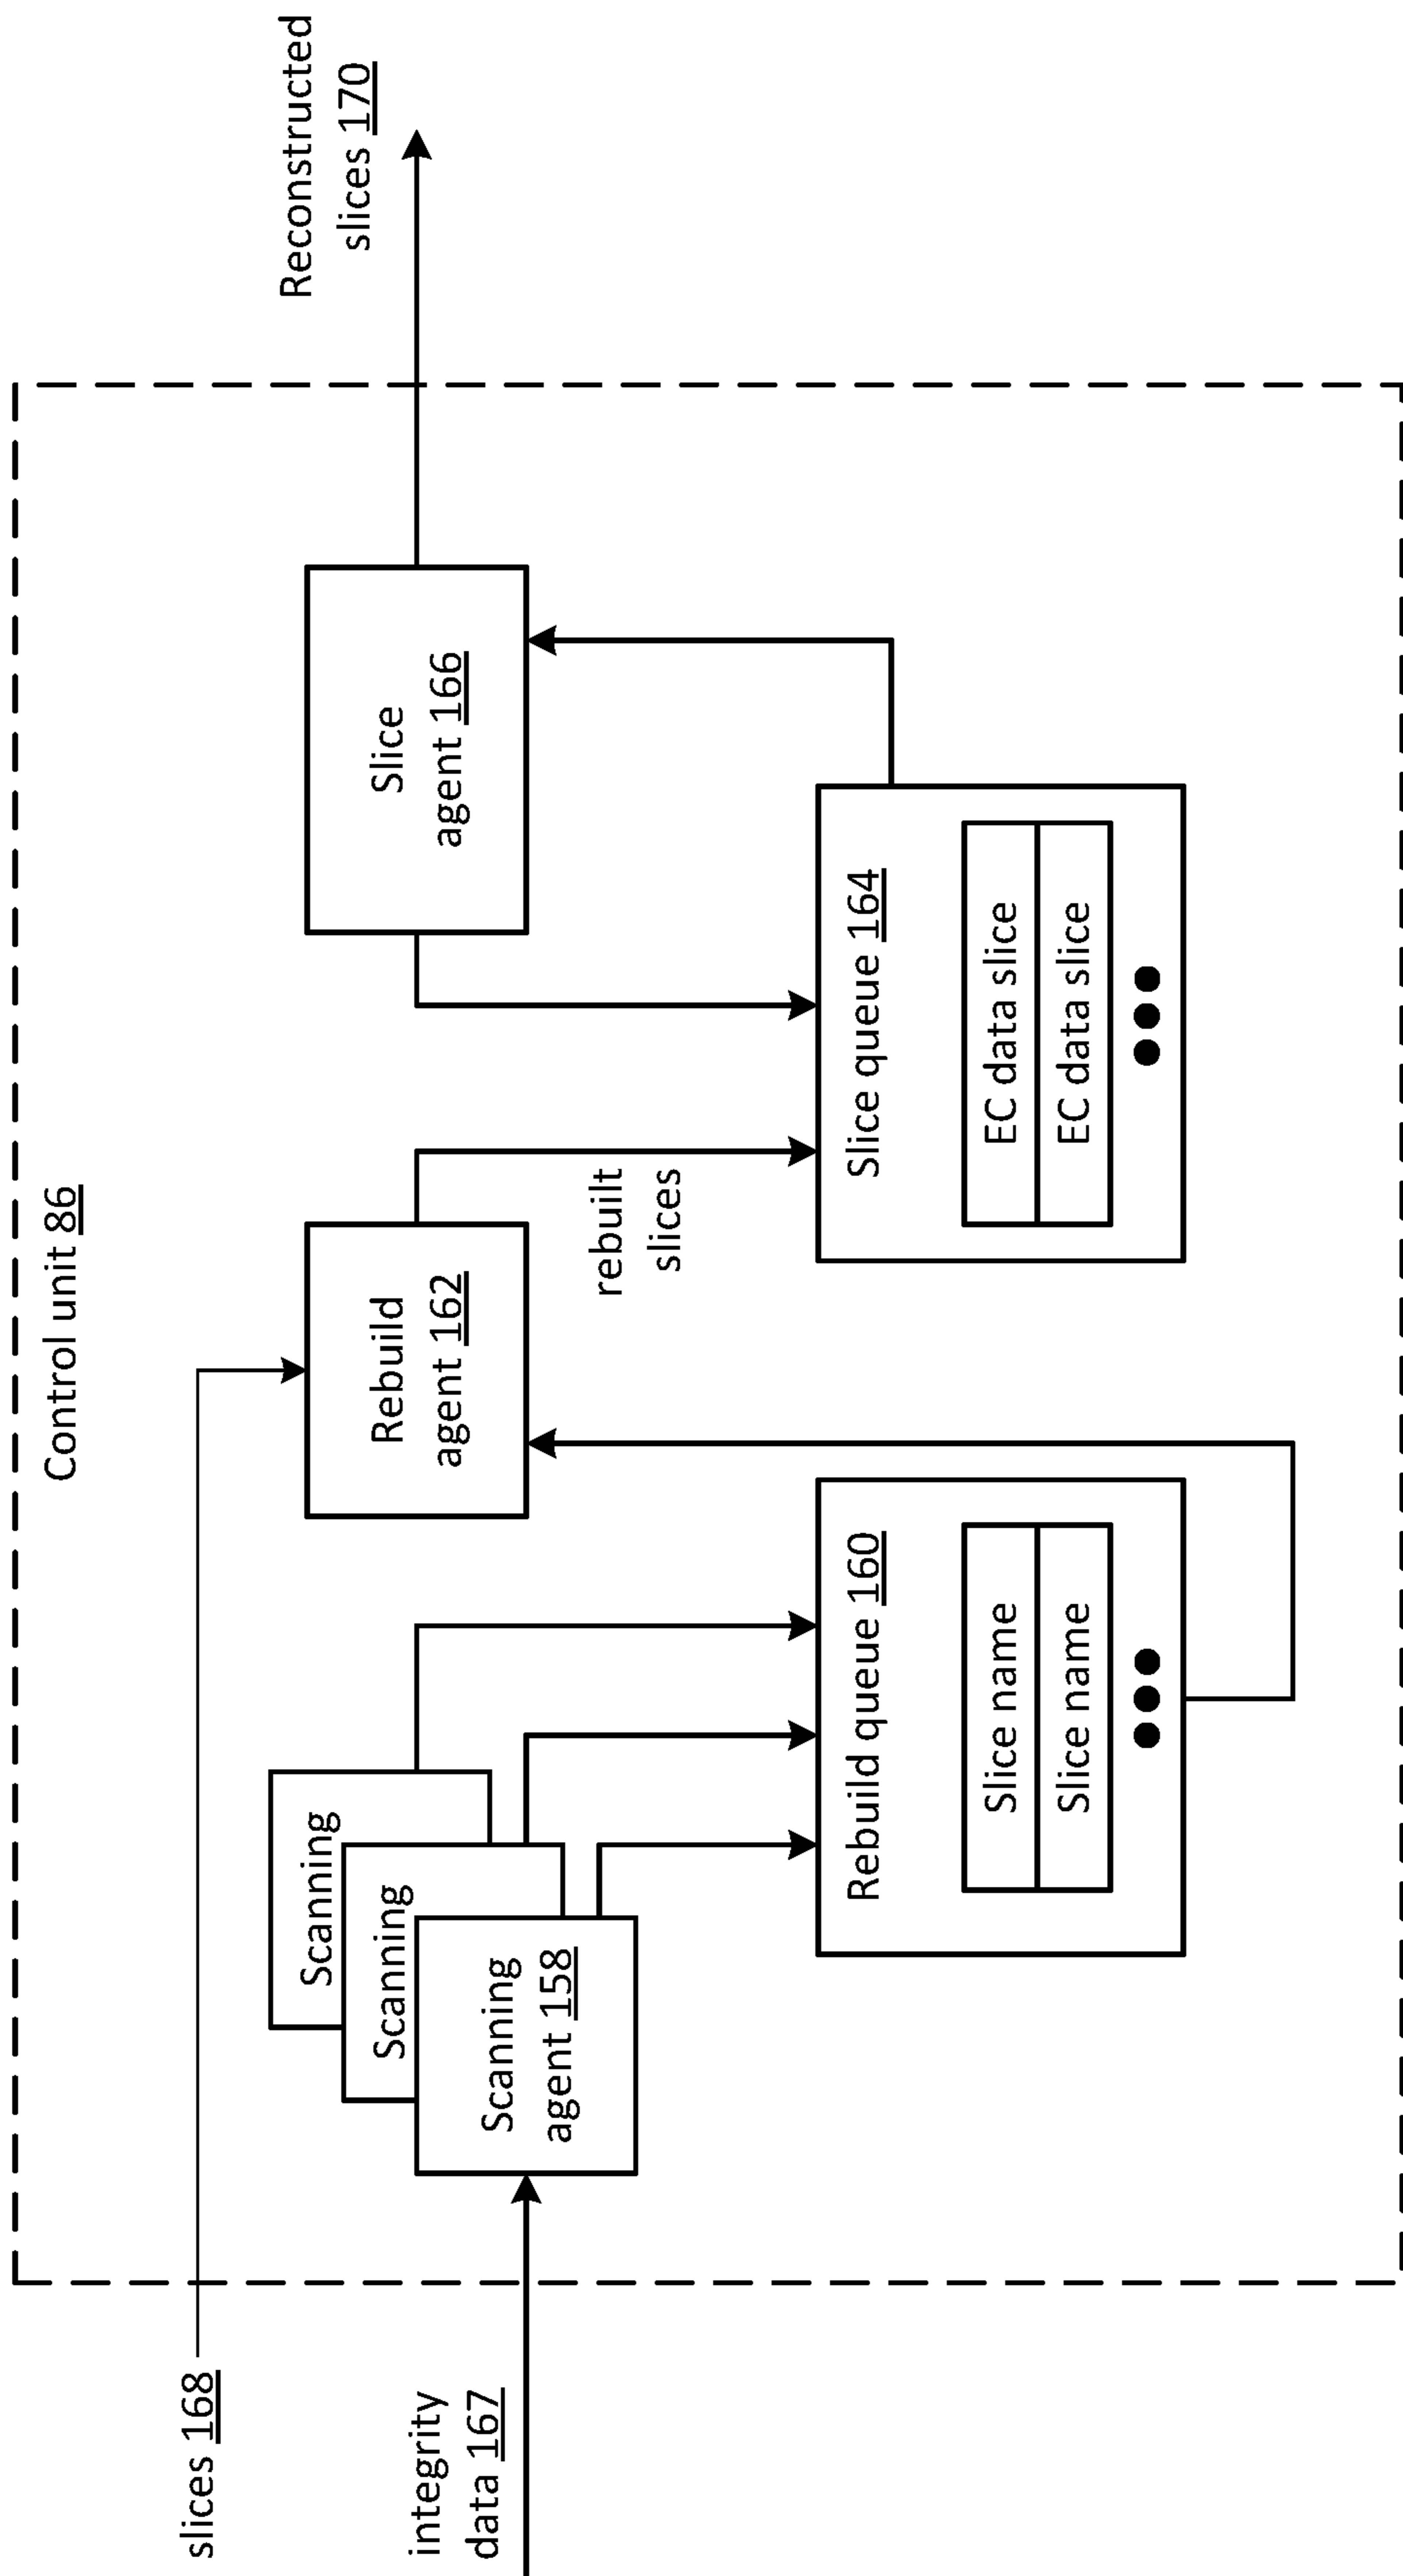 Control unit 86
slices 168
integrity
data 167
Scanning
Scanning
Scanning
agent 158
Rebuild queue 160
Slice name
Slice name
Rebuild
agent 162
rebuilt
slices
Slice queue 164
EC data slice
EC data slice
Slice
agent 166
Reconstructed
slices 170